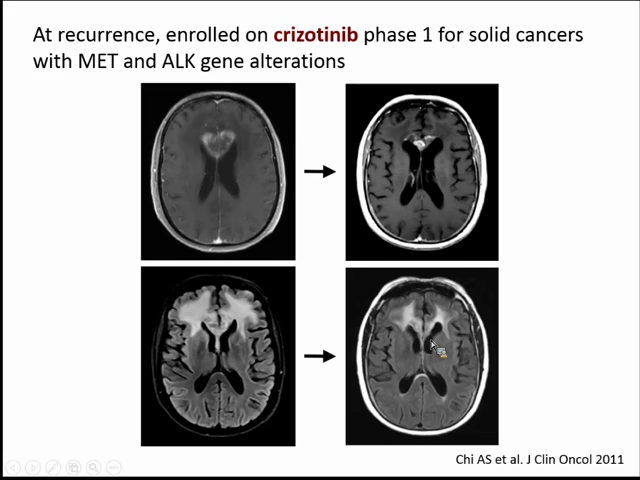 At recurrence, enrolled on crizotinib phase 1 for solid cancers
with MET and ALK gene alterations
Chi AS et al. J Clin Oncol 2011